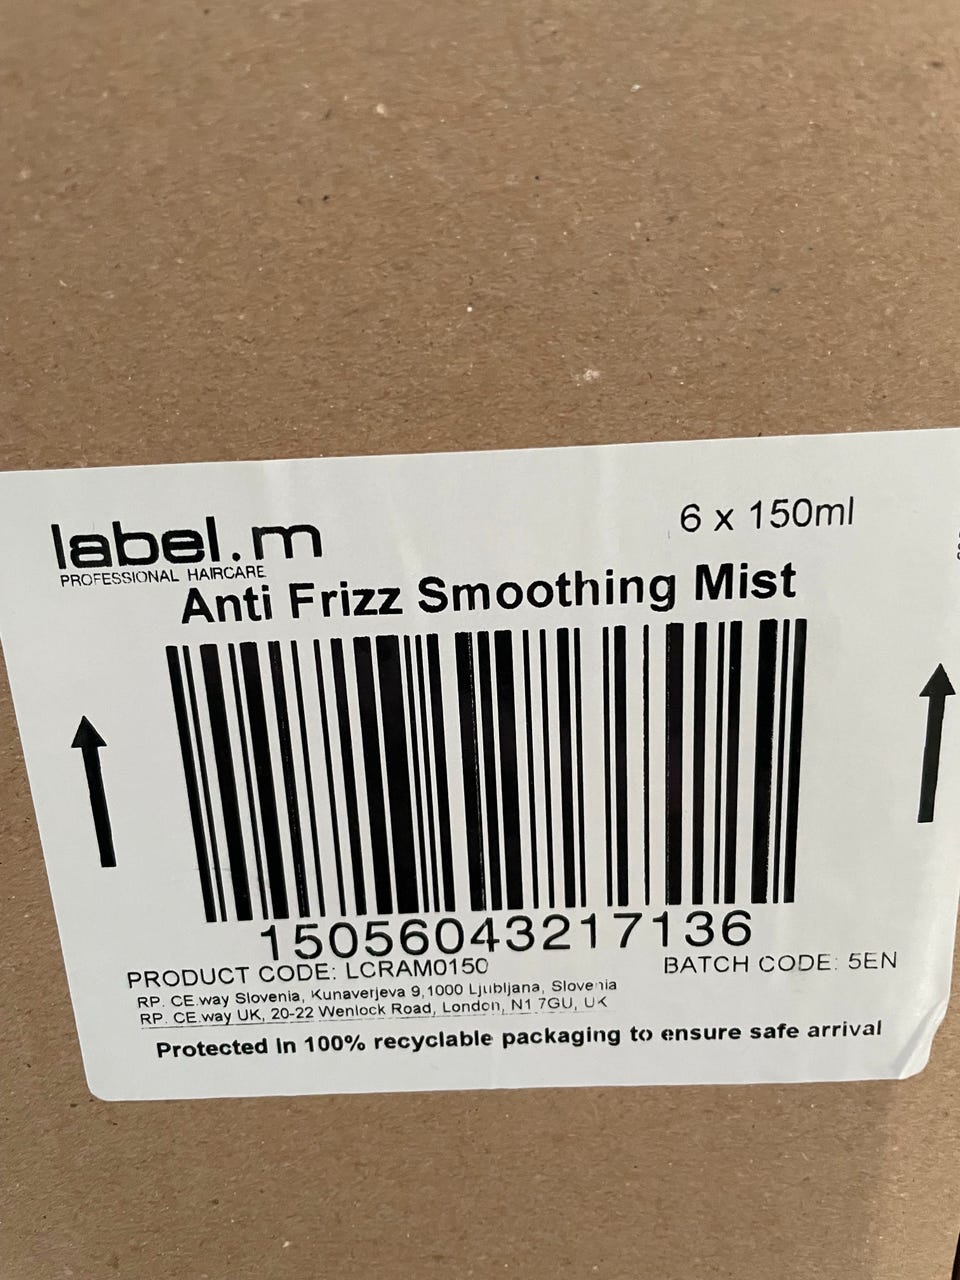 label.m
6 x 150ml
PROFESSIONAL HAIRCARE
Anti Frizz Smoothing Mist
15056043217136
PRODUCT CODE: LCRAM0150
BATCH CODE: 5EN
RP. CE.way Slovenia, Kunaverjeva 9,1000 Ljubljana, Slovenia
RP. CE.way UK, 20-22 Wenlock Road, London, N1 7GU, UK
Protected in 100% recyclable packaging to ensure safe arrival